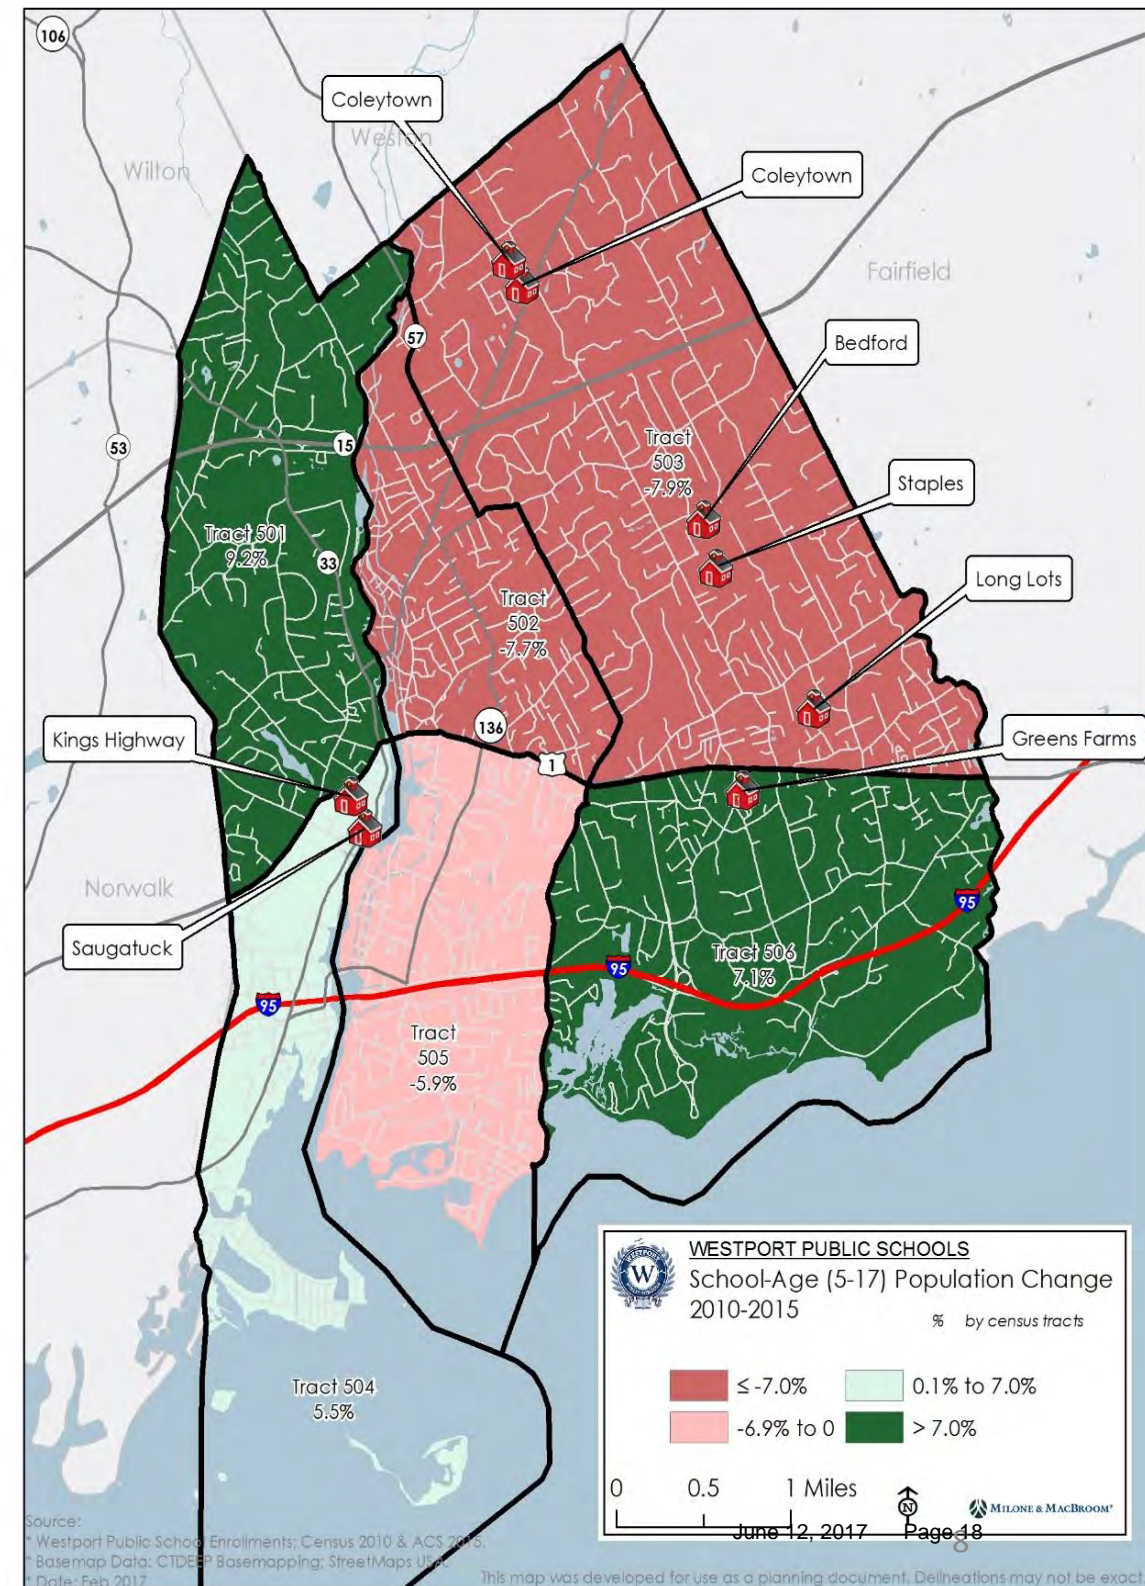 106
Coleytown
Weston
Wilton
Coleytown
Fairfield
57
Bedford
53
15
Tract
503
-7.9%
Staples
Tract 501
9.2%
33
Long Lots
Tract
502
-7.7%
Kings Highway
136
Greens Farms
1
Norwalk
95
Saugatuck
Tract 506
7.1%
95
95
Tract
505
-5.9%
WESTPORT
W
WESTPORT PUBLIC SCHOOLS
School-Age (5-17) Population Change
2010-2015
% by census tracts
≤ -7.0%
0.1% to 7.0%
-6.9% to 0
> 7.0%
Tract 504
5.5%
0 0.5 1 Miles
N
MILONE & MACBROOM®
June 12, 2017 Page 18
8
Source:
* Westport Public School Enrollments; Census 2010 & ACS 2015.
* Basemap Data: CTDEEP Basemapping; StreetMaps USA.
* Date: Feb 2017
This map was developed for use as a planning document. Delineations may not be exact